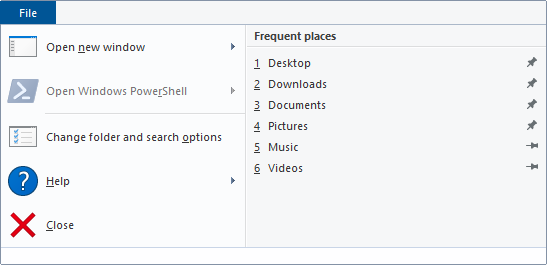 File
Open new window
Open Windows PowerShell
Change folder and search options
Help
Close
Frequent places
1 Desktop
2 Downloads
3 Documents
4 Pictures
5 Music
6 Videos